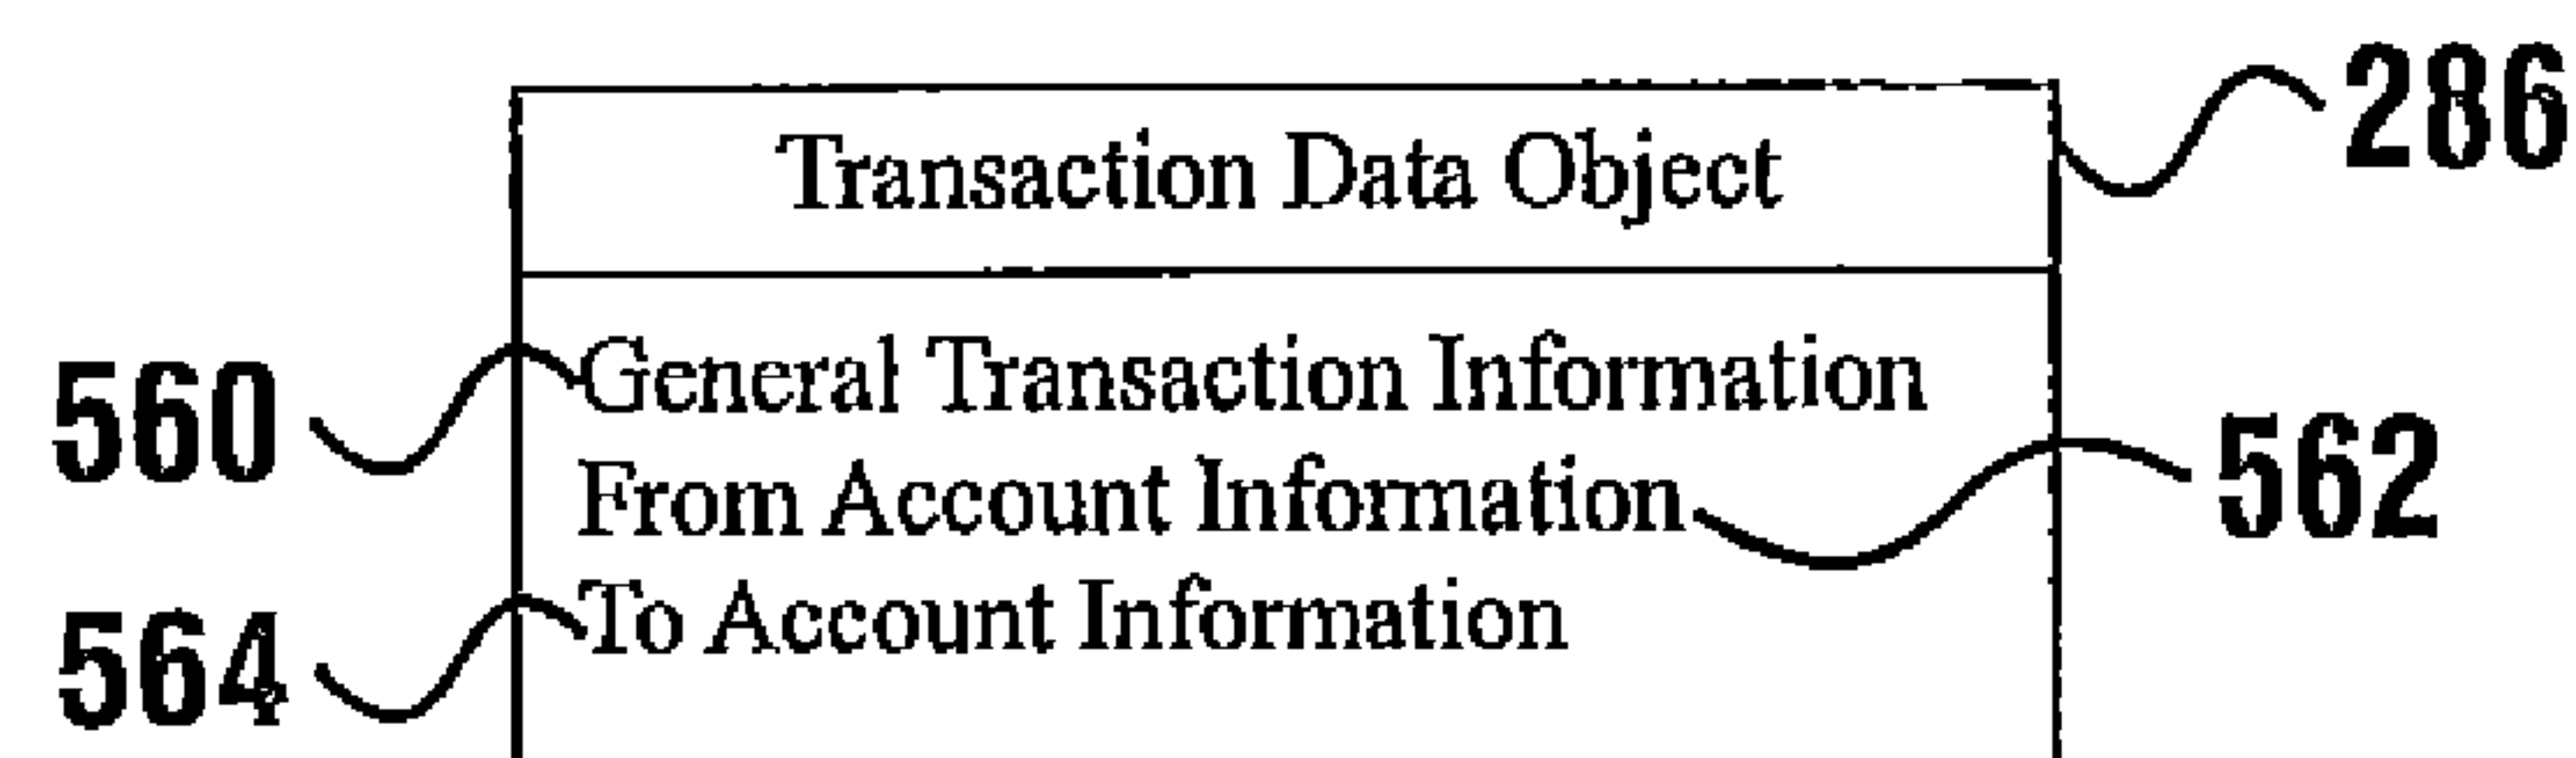 Transaction Data Object
286
560
General Transaction Information
From Account Information
562
564
To Account Information